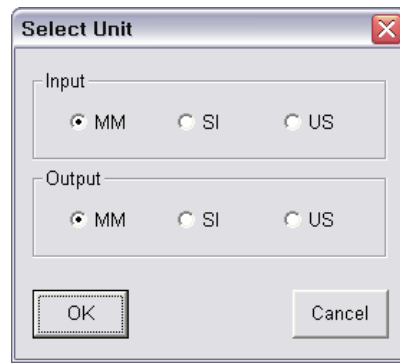 Select Unit
Input
MM SI US
Output
MM SI US
OK Cancel